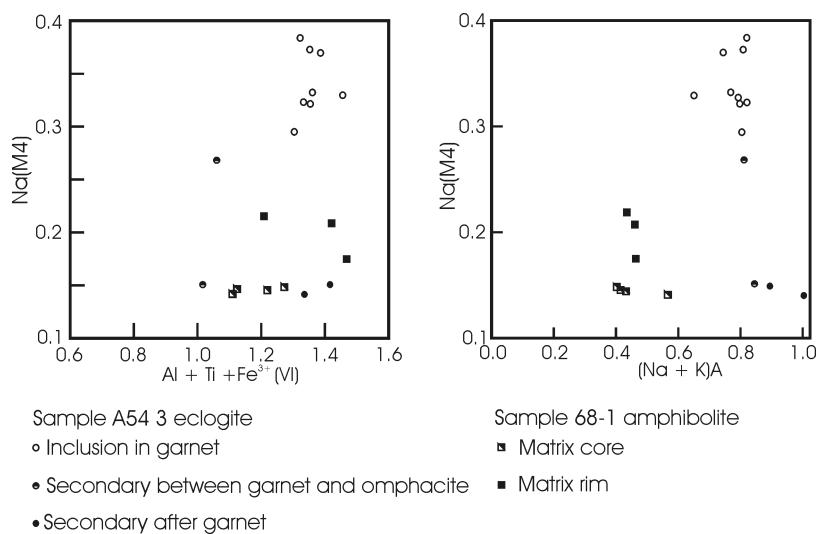 0.4
0.3
0.2
0.1
Na(M4)
0.6 0.8 1.0 1.2 1.4 1.6
Al + Ti +Fe³⁺(VI)
0.4
0.3
0.2
0.1
Na(M4)
0.0 0.2 0.4 0.6 0.8 1.0
(Na + K)A
Sample A54 3 eclogite
Inclusion in garnet
Secondary between garnet and omphacite
Secondary after garnet
Sample 68-1 amphibolite
Matrix core
Matrix rim